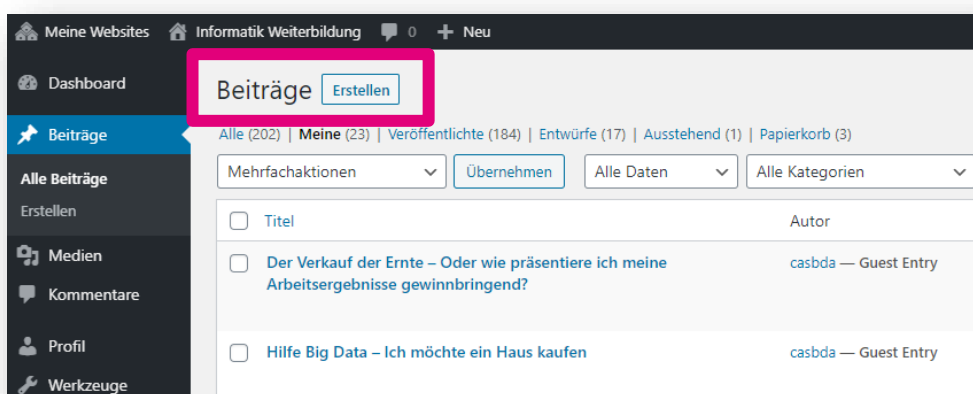 Meine Websites Informatik Weiterbildung 0 + Neu
Dashboard
Beiträge
Alle Beiträge
Erstellen
Medien
Kommentare
Profil
Werkzeuge
Beiträge Erstellen
Alle (202) | Meine (23) | Veröffentlichte (184) | Entwürfe (17) | Ausstehend (1) | Papierkorb (3)
Mehrfachaktionen Übernehmen Alle Daten Alle Kategorien
Titel Autor
Der Verkauf der Ernte – Oder wie präsentiere ich meine casbda — Guest Entry
Arbeitsergebnisse gewinnbringend?
Hilfe Big Data – Ich möchte ein Haus kaufen casbda — Guest Entry